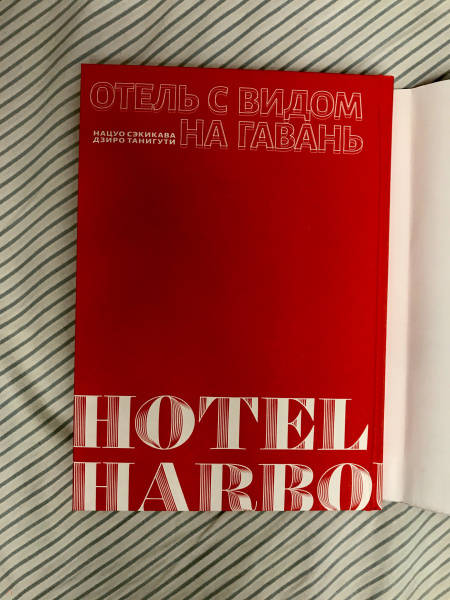 ОТЕЛЬ С ВИДОМ
НА ГАВАНЬ
НАЦУО СЭКИКАВА
ДЗИРО ТАНИГУТИ
HOTEL
HARBO